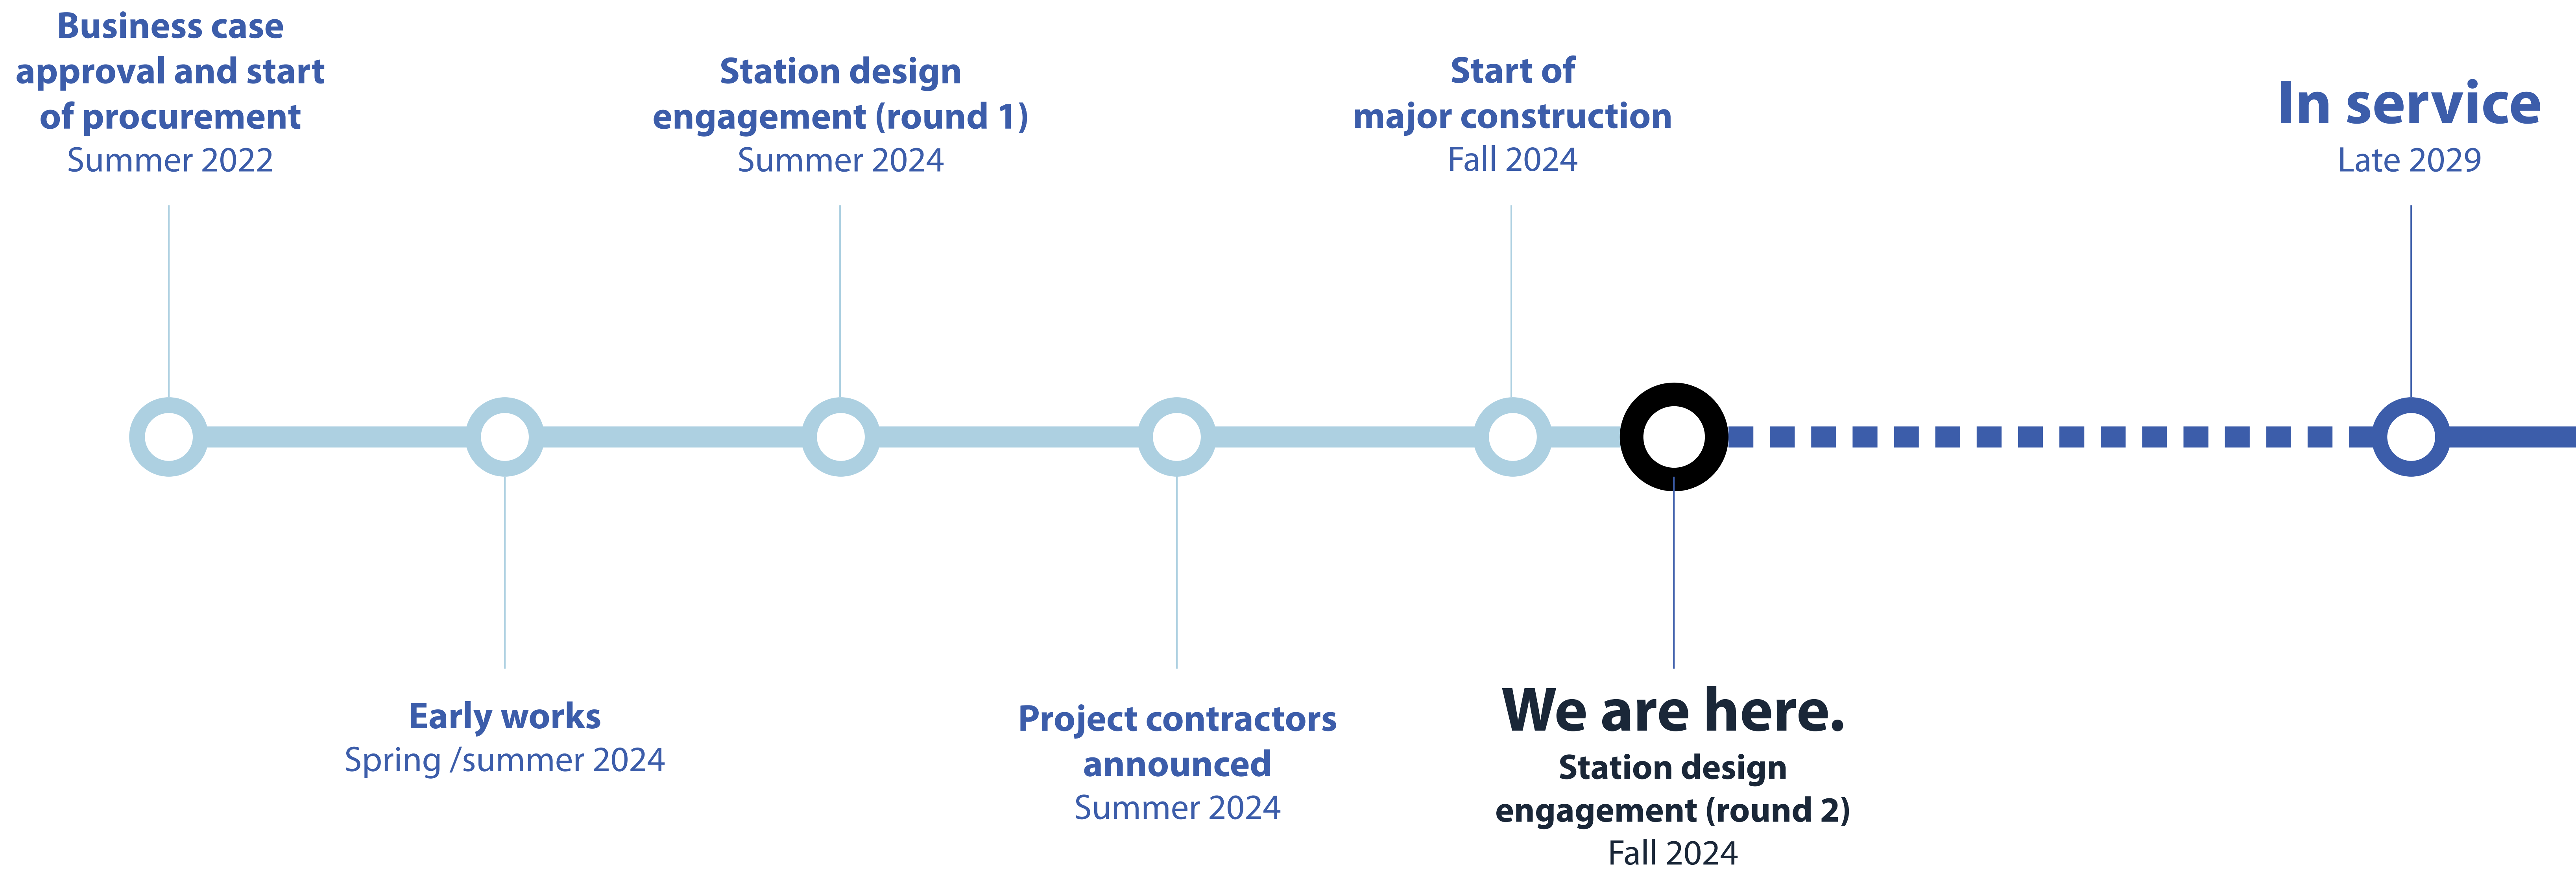 Business case
approval and start
of procurement
Summer 2022
Early works
Spring /summer 2024
Station design
engagement (round 1)
Summer 2024
Project contractors
announced
Summer 2024
Start of
major construction
Fall 2024
We are here.
Station design
engagement (round 2)
Fall 2024
In service
Late 2029